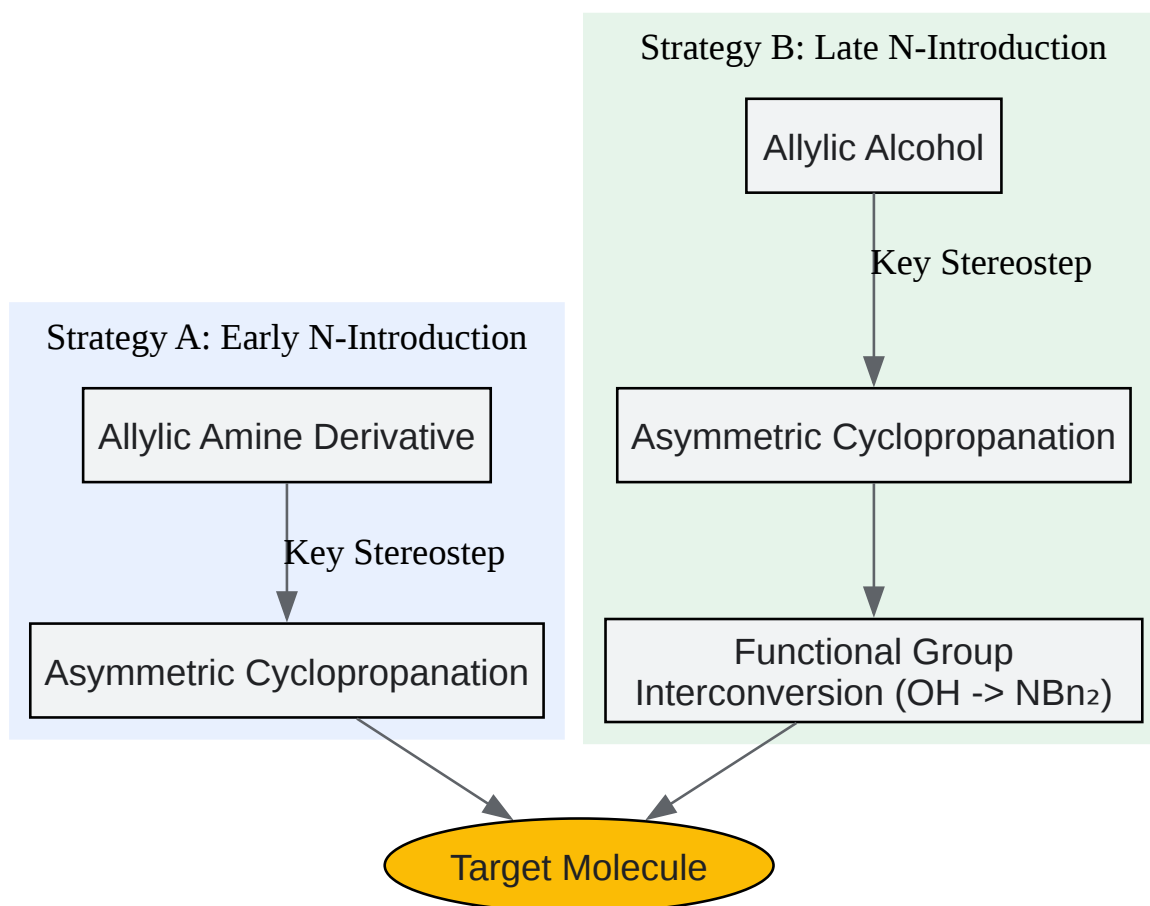 Strategy A: Early N-Introduction
Allylic Amine Derivative
Key Stereostep
Asymmetric Cyclopropanation
Strategy B: Late N-Introduction
Allylic Alcohol
Key Stereostep
Asymmetric Cyclopropanation
Functional Group
Interconversion (OH -> NBn₂)
Target Molecule